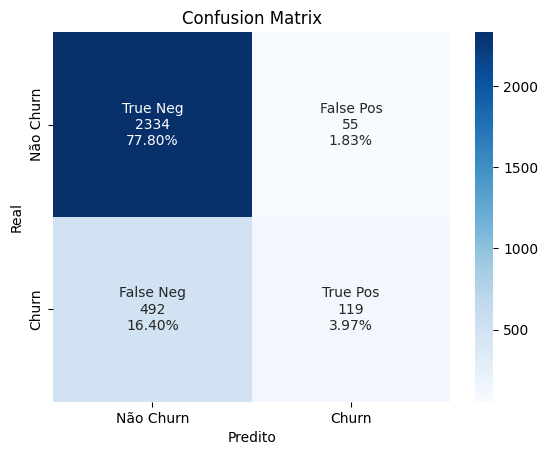 Confusion Matrix
True Neg
2334
77.80%
False Pos
55
1.83%
False Neg
492
16.40%
True Pos
119
3.97%
Não Churn
Churn
Real
Não Churn
Churn
Predito
2000
1500
1000
500